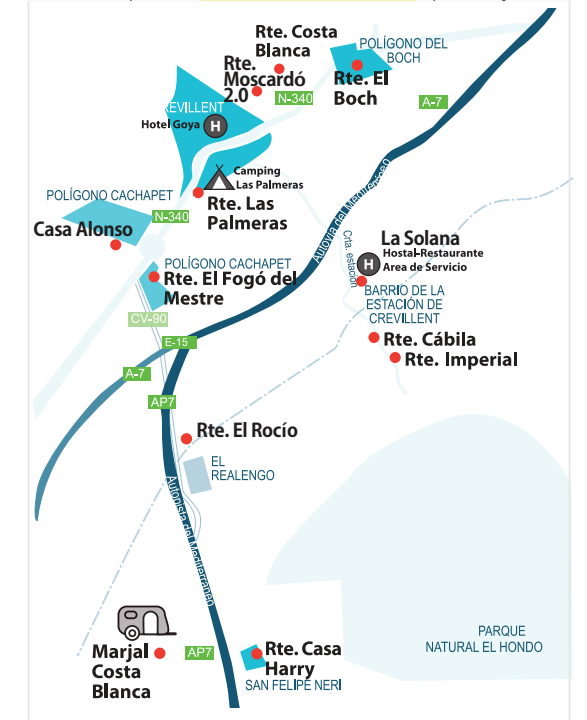 Rte. Costa
Blanca
POLÍGONO DEL
BOCH
Rte.
Moscardó
2.0
Rte. El
Boch
N-340
A-7
REVILLENT
Hotel Goya
H
Camping
Las Palmeras
POLÍGONO CACHAPET
Rte. Las
Palmeras
N-340
Casa Alonso
Autovía del Mediterráneo
Crta. estación
La Solana
H
Hostal-Restaurante
Area de Servicio
POLÍGONO CACHAPET
Rte. El Fogó del
Mestre
BARRIO DE LA
ESTACIÓN DE
CREVILLENT
CV-90
E-15
Rte. Cábila
Rte. Imperial
A-7
AP7
Rte. El Rocío
EL
REALENGO
Autopista del Mediterráneo
PARQUE
NATURAL EL HONDO
Marjal
Costa
Blanca
AP7
Rte. Casa
Harry
SAN FELIPE NERI